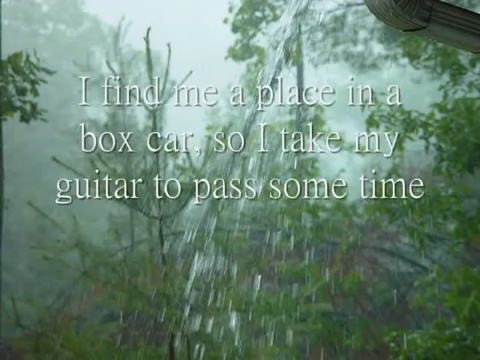 I find me a place in a
box car, so I take my
guitar to pass some time